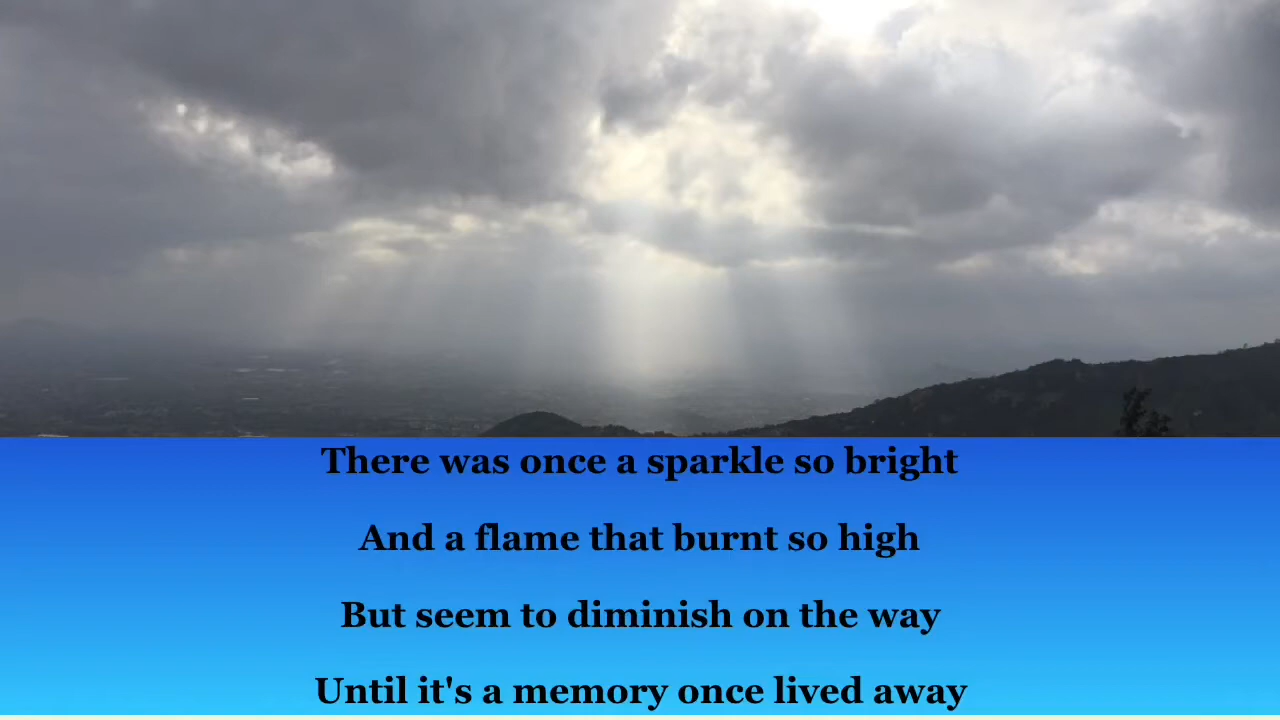 There was once a sparkle so bright
And a flame that burnt so high
But seem to diminish on the way
Until it's a memory once lived away